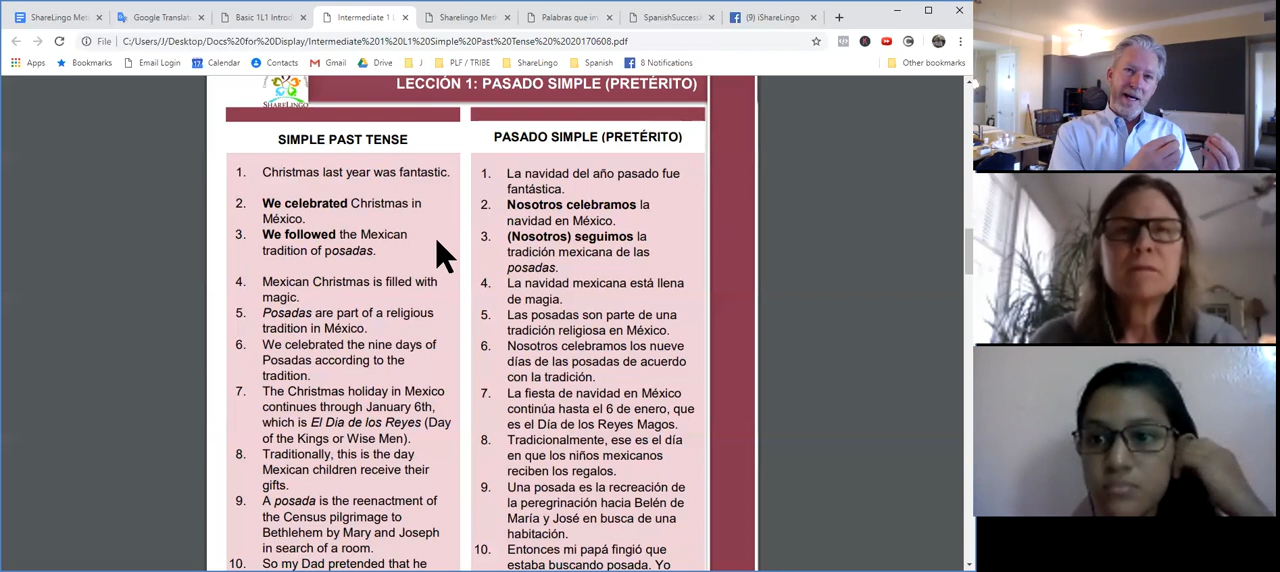 ShareLingo Met
Google Translat
Basic 1L1 Introd
Intermediate 1 L
ShareLingo Met
Palabras que im
SpanishSuccess
(9) iShareLingo
File
C:/Users/J/Desktop/Docs%20for%20Display/Intermediate%201%20L1%20Simple%20Past%20Tense%20%2020170608.pdf
Apps
Bookmarks
Email Login
Calendar
Contacts
Gmail
Drive
J
PLF / TRIBE
ShareLingo
Spanish
8 Notifications
Other bookmarks
SHARELINGO
LECCIÓN 1: PASADO SIMPLE (PRETÉRITO)
SIMPLE PAST TENSE
1. Christmas last year was fantastic.
2. We celebrated Christmas in
México.
3. We followed the Mexican
tradition of posadas.
4. Mexican Christmas is filled with
magic.
5. Posadas are part of a religious
tradition in México.
6. We celebrated the nine days of
Posadas according to the
tradition.
7. The Christmas holiday in Mexico
continues through January 6th,
which is El Dia de los Reyes (Day
of the Kings or Wise Men).
8. Traditionally, this is the day
Mexican children receive their
gifts.
9. A posada is the reenactment of
the Census pilgrimage to
Bethlehem by Mary and Joseph
in search of a room.
10. So my Dad pretended that he
PASADO SIMPLE (PRETÉRITO)
1. La navidad del año pasado fue
fantástica.
2. Nosotros celebramos la
navidad en México.
3. (Nosotros) seguimos la
tradición mexicana de las
posadas.
4. La navidad mexicana está llena
de magia.
5. Las posadas son parte de una
tradición religiosa en México.
6. Nosotros celebramos los nueve
días de las posadas de acuerdo
con la tradición.
7. La fiesta de navidad en México
continúa hasta el 6 de enero, que
es el Día de los Reyes Magos.
8. Tradicionalmente, ese es el día
en que los niños mexicanos
reciben los regalos.
9. Una posada es la recreación de
la peregrinación hacia Belén de
María y José en busca de una
habitación.
10. Entonces mi papá fingió que
estaba buscando posada. Yo